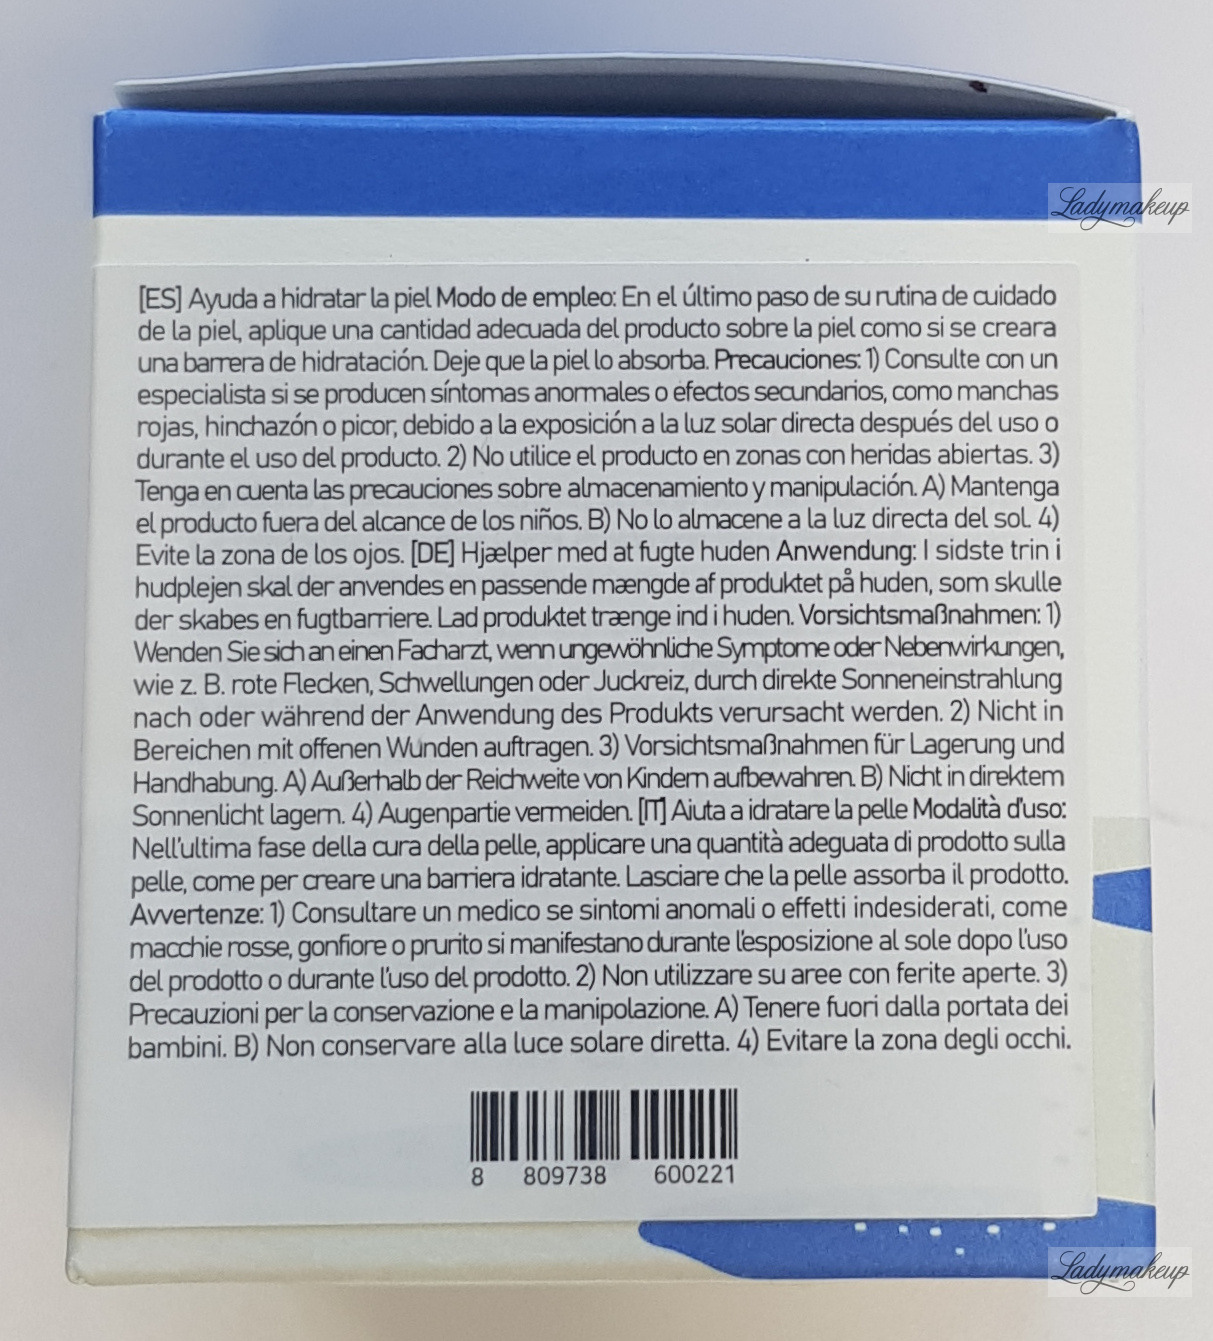 Ladymakeup
[ES] Ayuda a hidratar la piel Modo de empleo: En el último paso de su rutina de cuidado
de la piel, aplique una cantidad adecuada del producto sobre la piel como si se creara
una barrera de hidratación. Deje que la piel lo absorba. Precauciones: 1) Consulte con un
especialista si se producen síntomas anormales o efectos secundarios, como manchas
rojas, hinchazón o picor, debido a la exposición a la luz solar directa después del uso o
durante el uso del producto. 2) No utilice el producto en zonas con heridas abiertas. 3)
Tenga en cuenta las precauciones sobre almacenamiento y manipulación. A) Mantenga
el producto fuera del alcance de los niños. B) No lo almacene a la luz directa del sol. 4)
Evite la zona de los ojos. [DE] Hjælper med at fugte huden Anwendung: I sidste trin i
hudplejen skal der anvendes en passende mængde af produktet på huden, som skulle
der skabes en fugtbarriere. Lad produktet trænge ind i huden. Vorsichtsmaßnahmen: 1)
Wenden Sie sich an einen Facharzt, wenn ungewöhnliche Symptome oder Nebenwirkungen,
wie z. B. rote Flecken, Schwellungen oder Juckreiz, durch direkte Sonneneinstrahlung
nach oder während der Anwendung des Produkts verursacht werden. 2) Nicht in
Bereichen mit offenen Wunden auftragen. 3) Vorsichtsmaßnahmen für Lagerung und
Handhabung. A) Außerhalb der Reichweite von Kindern aufbewahren. B) Nicht in direktem
Sonnenlicht lagern. 4) Augenpartie vermeiden. [IT] Aiuta a idratare la pelle Modalità d'uso:
Nell'ultima fase della cura della pelle, applicare una quantità adeguata di prodotto sulla
pelle, come per creare una barriera idratante. Lasciare che la pelle assorba il prodotto.
Avvertenze: 1) Consultare un medico se sintomi anomali o effetti indesiderati, come
macchie rosse, gonfiore o prurito si manifestano durante l'esposizione al sole dopo l'uso
del prodotto o durante l'uso del prodotto. 2) Non utilizzare su aree con ferite aperte. 3)
Precauzioni per la conservazione e la manipolazione. A) Tenere fuori dalla portata dei
bambini. B) Non conservare alla luce solare diretta. 4) Evitare la zona degli occhi.
8 809738 600221
Ladymakeup